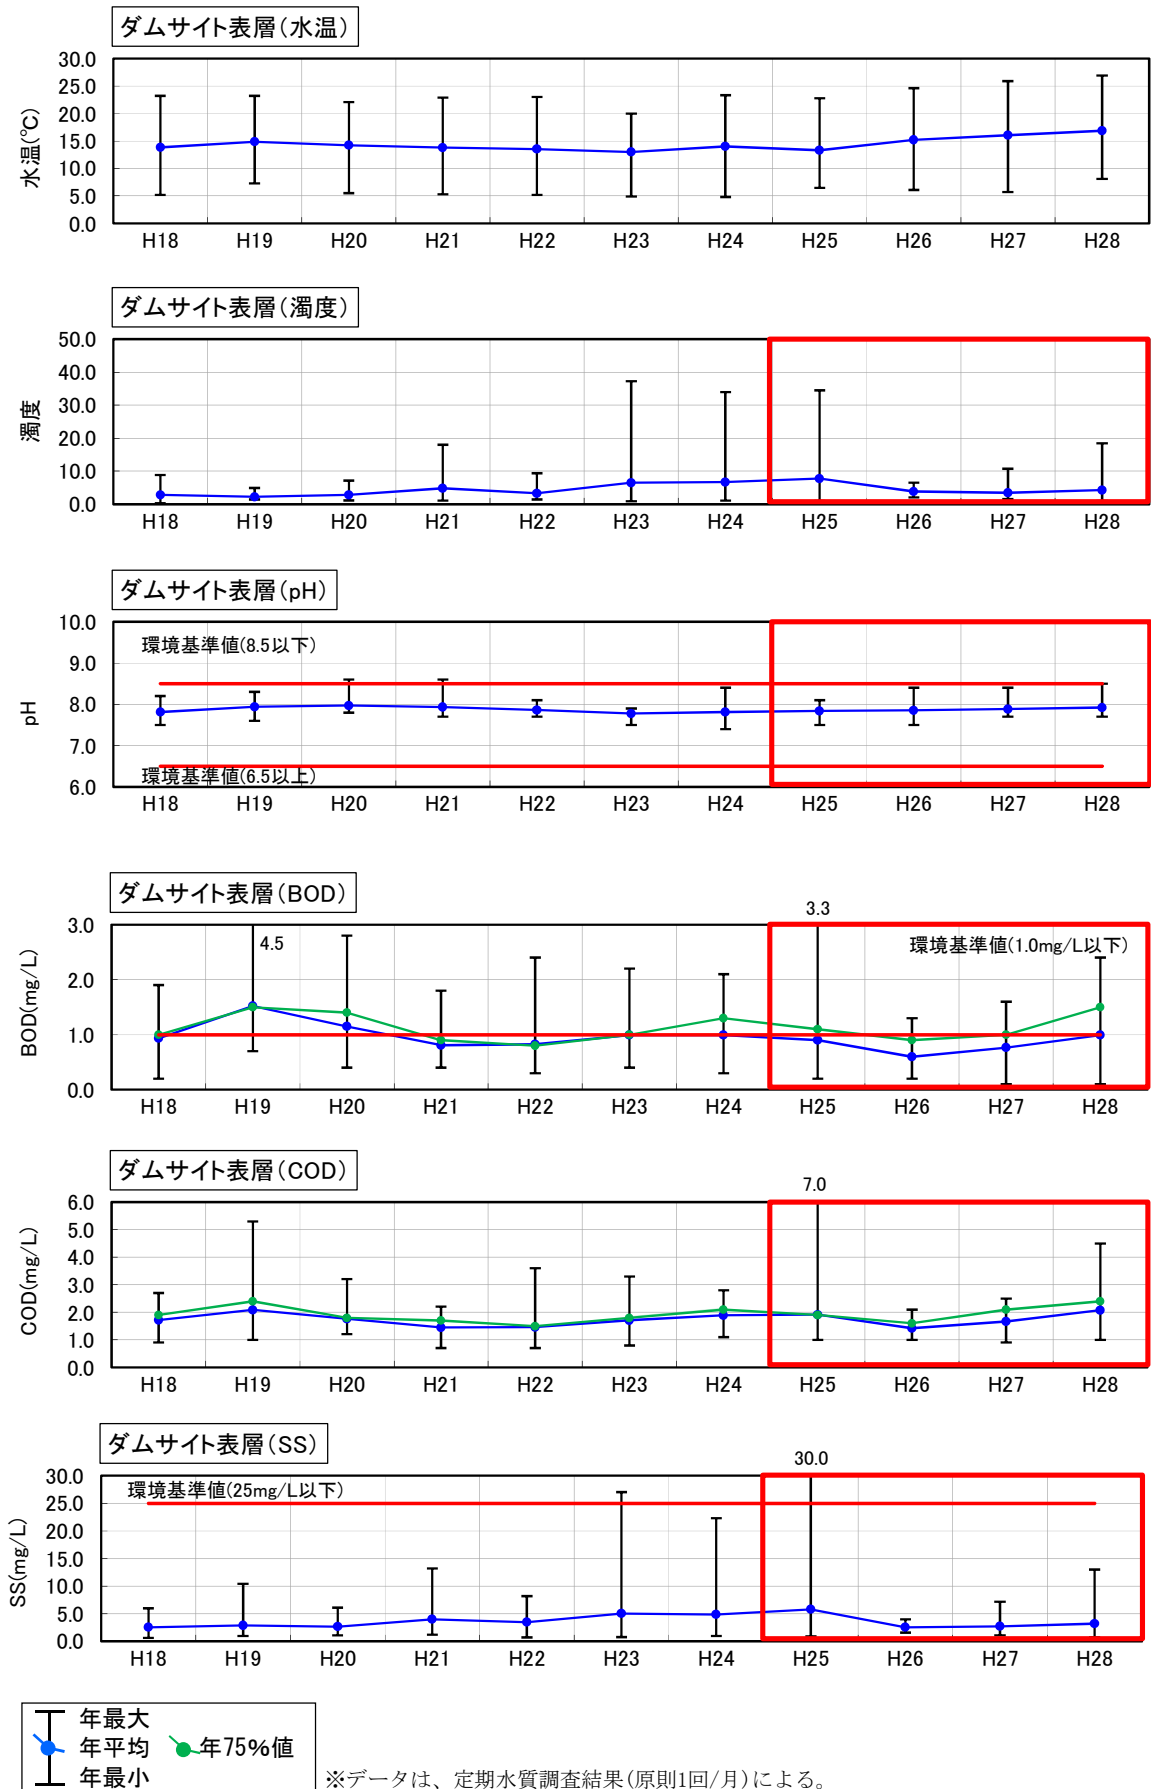 ダムサイト表層(水温)
水温(℃)
30.0
25.0
20.0
15.0
10.0
5.0
0.0
H18 H19 H20 H21 H22 H23 H24 H25 H26 H27 H28
ダムサイト表層(濁度)
濁度
50.0
40.0
30.0
20.0
10.0
0.0
H18 H19 H20 H21 H22 H23 H24 H25 H26 H27 H28
ダムサイト表層(pH)
pH
10.0
9.0
8.0
7.0
6.0
環境基準値(8.5以下)
環境基準値(6.5以上)
H18 H19 H20 H21 H22 H23 H24 H25 H26 H27 H28
ダムサイト表層(BOD)
BOD(mg/L)
3.0
2.0
1.0
0.0
4.5
3.3
環境基準値(1.0mg/L以下)
H18 H19 H20 H21 H22 H23 H24 H25 H26 H27 H28
ダムサイト表層(COD)
COD(mg/L)
7.0
6.0
5.0
4.0
3.0
2.0
1.0
0.0
H18 H19 H20 H21 H22 H23 H24 H25 H26 H27 H28
ダムサイト表層(SS)
SS(mg/L)
30.0
30.0
25.0
20.0
15.0
10.0
5.0
0.0
環境基準値(25mg/L以下)
H18 H19 H20 H21 H22 H23 H24 H25 H26 H27 H28
年最大
年平均 年75%値
年最小
※データは、定期水質調査結果(原則1回/月)による。